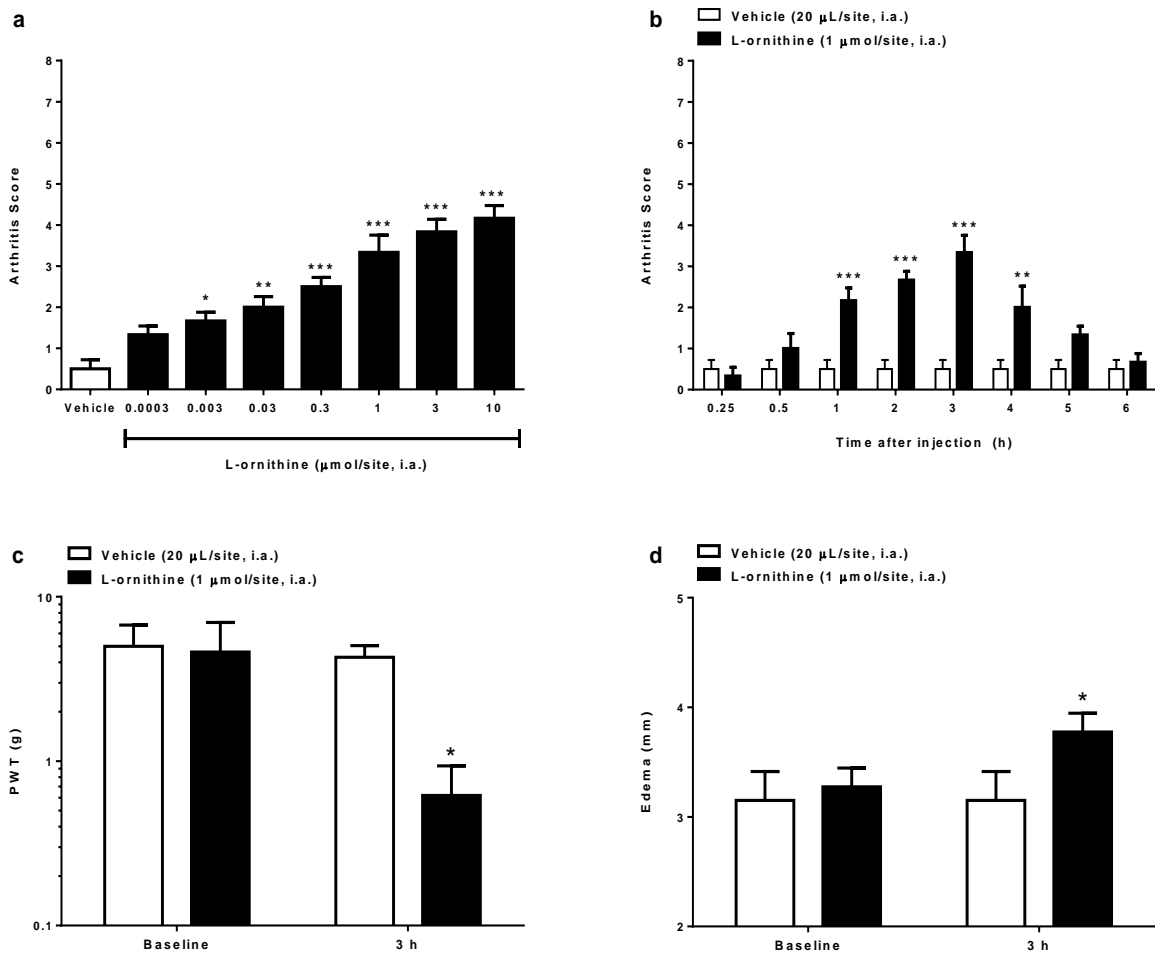 a
8
7
6
5
4
3
2
1
0
Arthritis Score
*
**
***
***
***
***
Vehicle 0.0003 0.003 0.03 0.3 1 3 10
L-ornithine (μmol/site, i.a.)
b
Vehicle (20 μL/site, i.a.)
L-ornithine (1 μmol/site, i.a.)
8
7
6
5
4
3
2
1
0
Arthritis Score
***
***
***
**
0.25 0.5 1 2 3 4 5 6
Time after injection (h)
c
Vehicle (20 μL/site, i.a.)
L-ornithine (1 μmol/site, i.a.)
10
1
0.1
PWT (g)
*
Baseline 3 h
d
Vehicle (20 μL/site, i.a.)
L-ornithine (1 μmol/site, i.a.)
5
4
3
2
Edema (mm)
*
Baseline 3 h